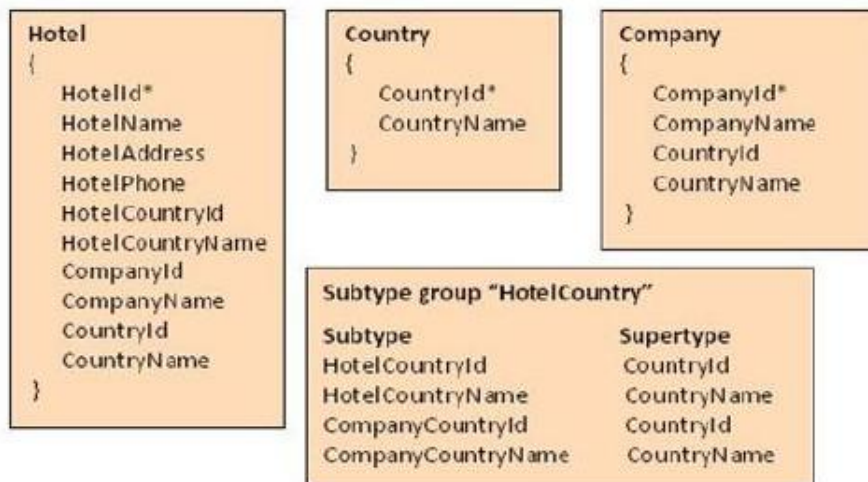 Hotel
{
HotelId*
HotelName
HotelAddress
HotelPhone
HotelCountryId
HotelCountryName
CompanyId
CompanyName
CountryId
CountryName
}
Country
{
CountryId*
CountryName
}
Company
{
CompanyId*
CompanyName
CountryId
CountryName
}
Subtype group “HotelCountry”
Subtype Supertype
HotelCountryId CountryId
HotelCountryName CountryName
CompanyCountryId CountryId
CompanyCountryName CountryName